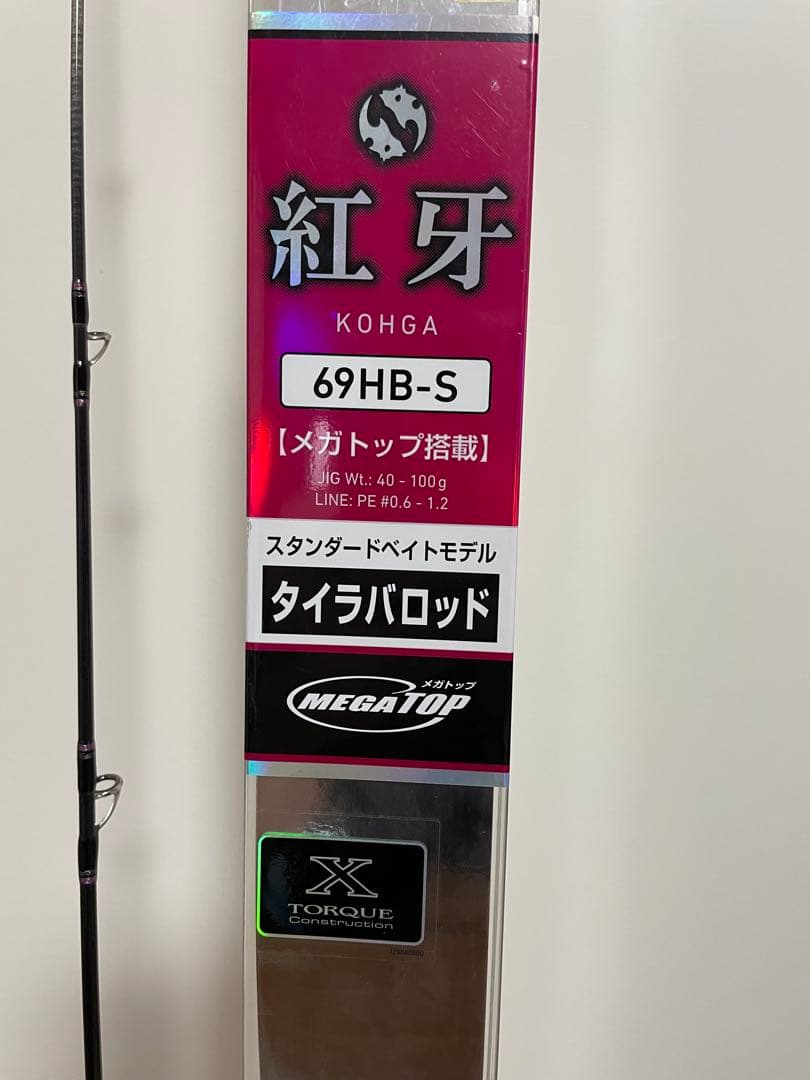 紅牙
KOHGA
69HB-S
【メガトップ搭載】
JIG Wt.: 40 - 100g
LINE: PE #0.6 - 1.2
スタンダードベイトモデル
タイラバロッド
メガトップ
MEGATOP
X
TORQUE
Construction